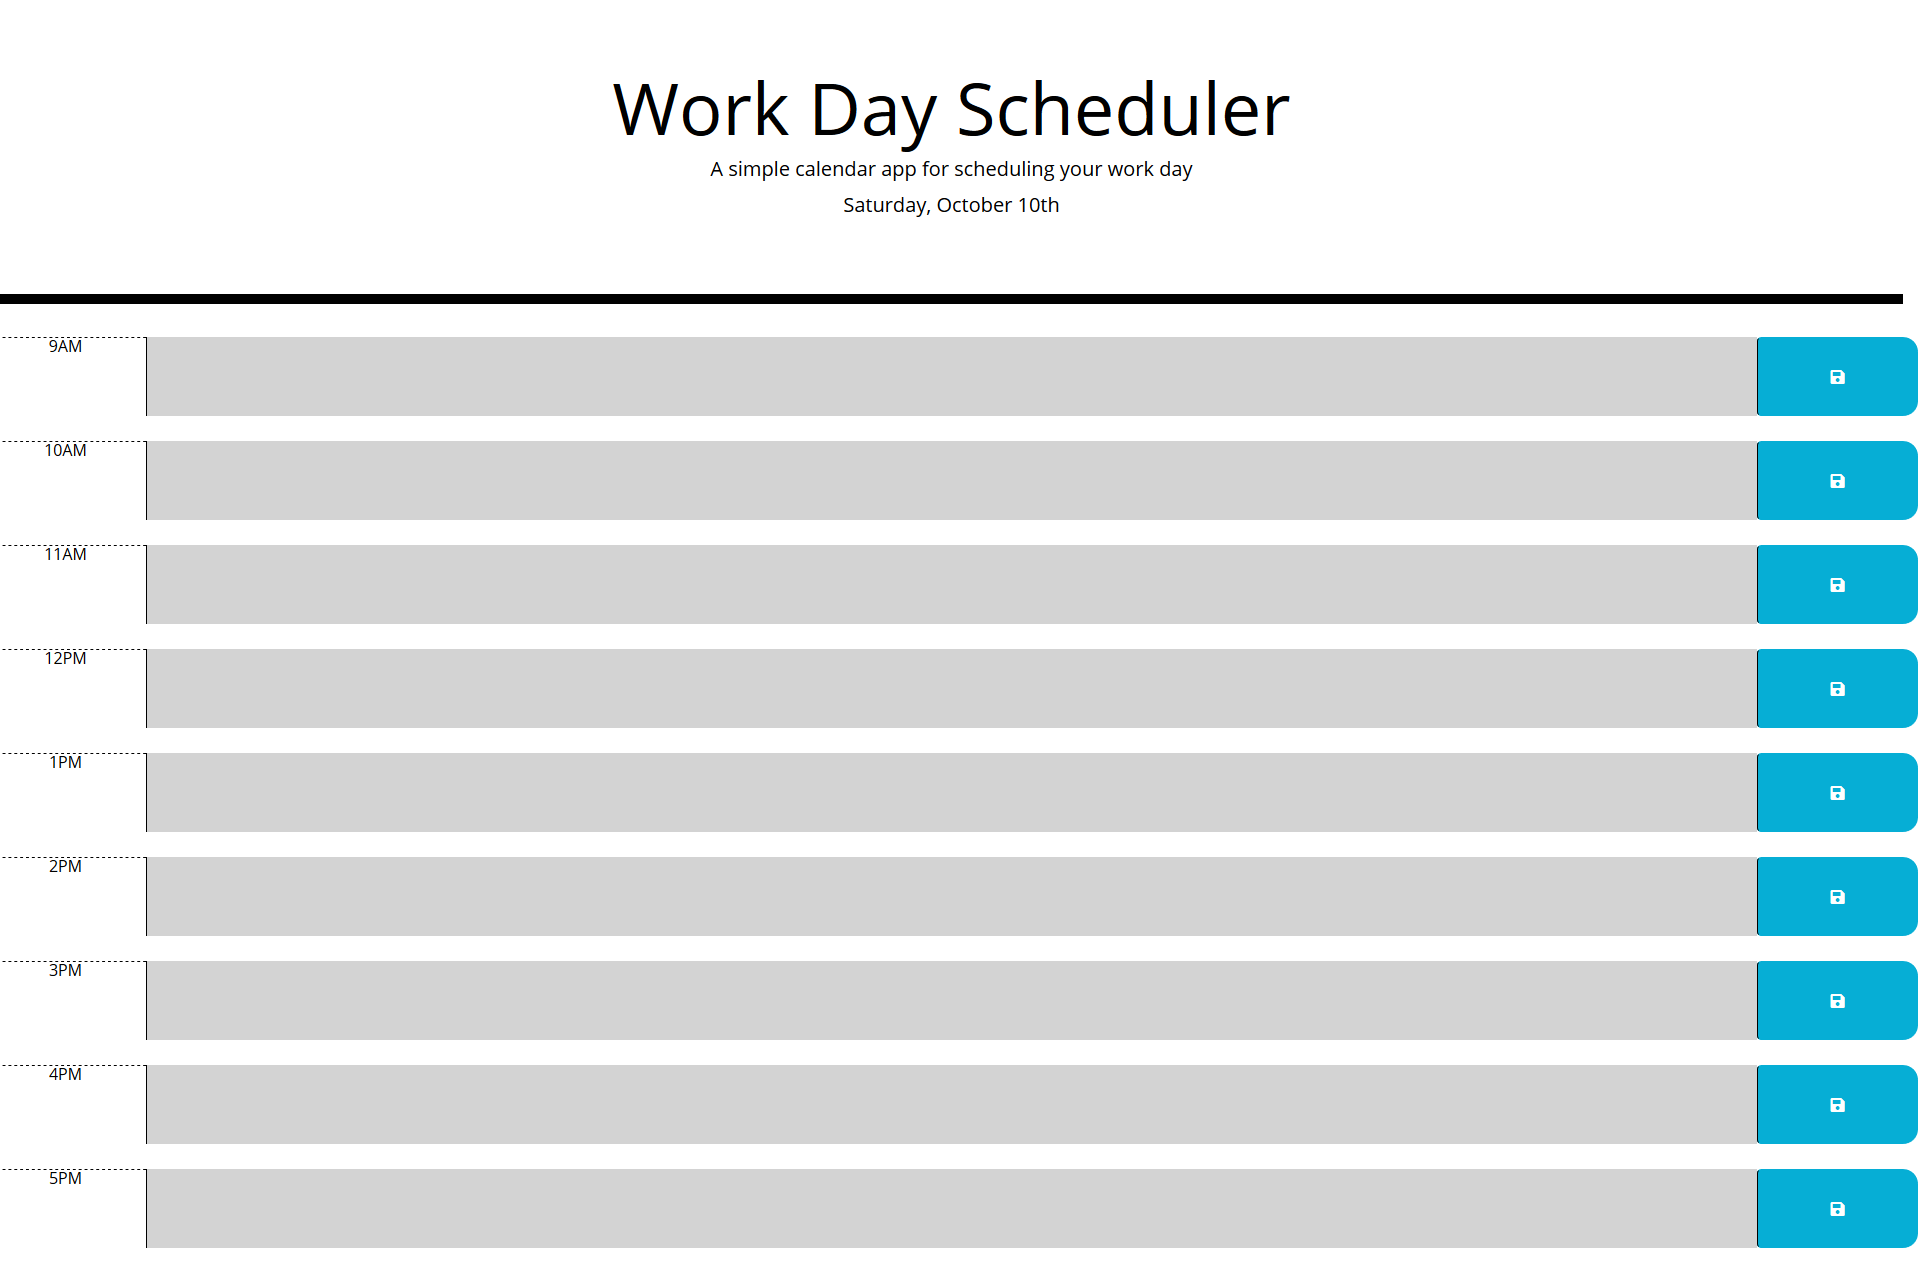 Work Day Scheduler
A simple calendar app for scheduling your work day
Saturday, October 10th
9AM
10AM
11AM
12PM
1PM
2PM
3PM
4PM
5PM